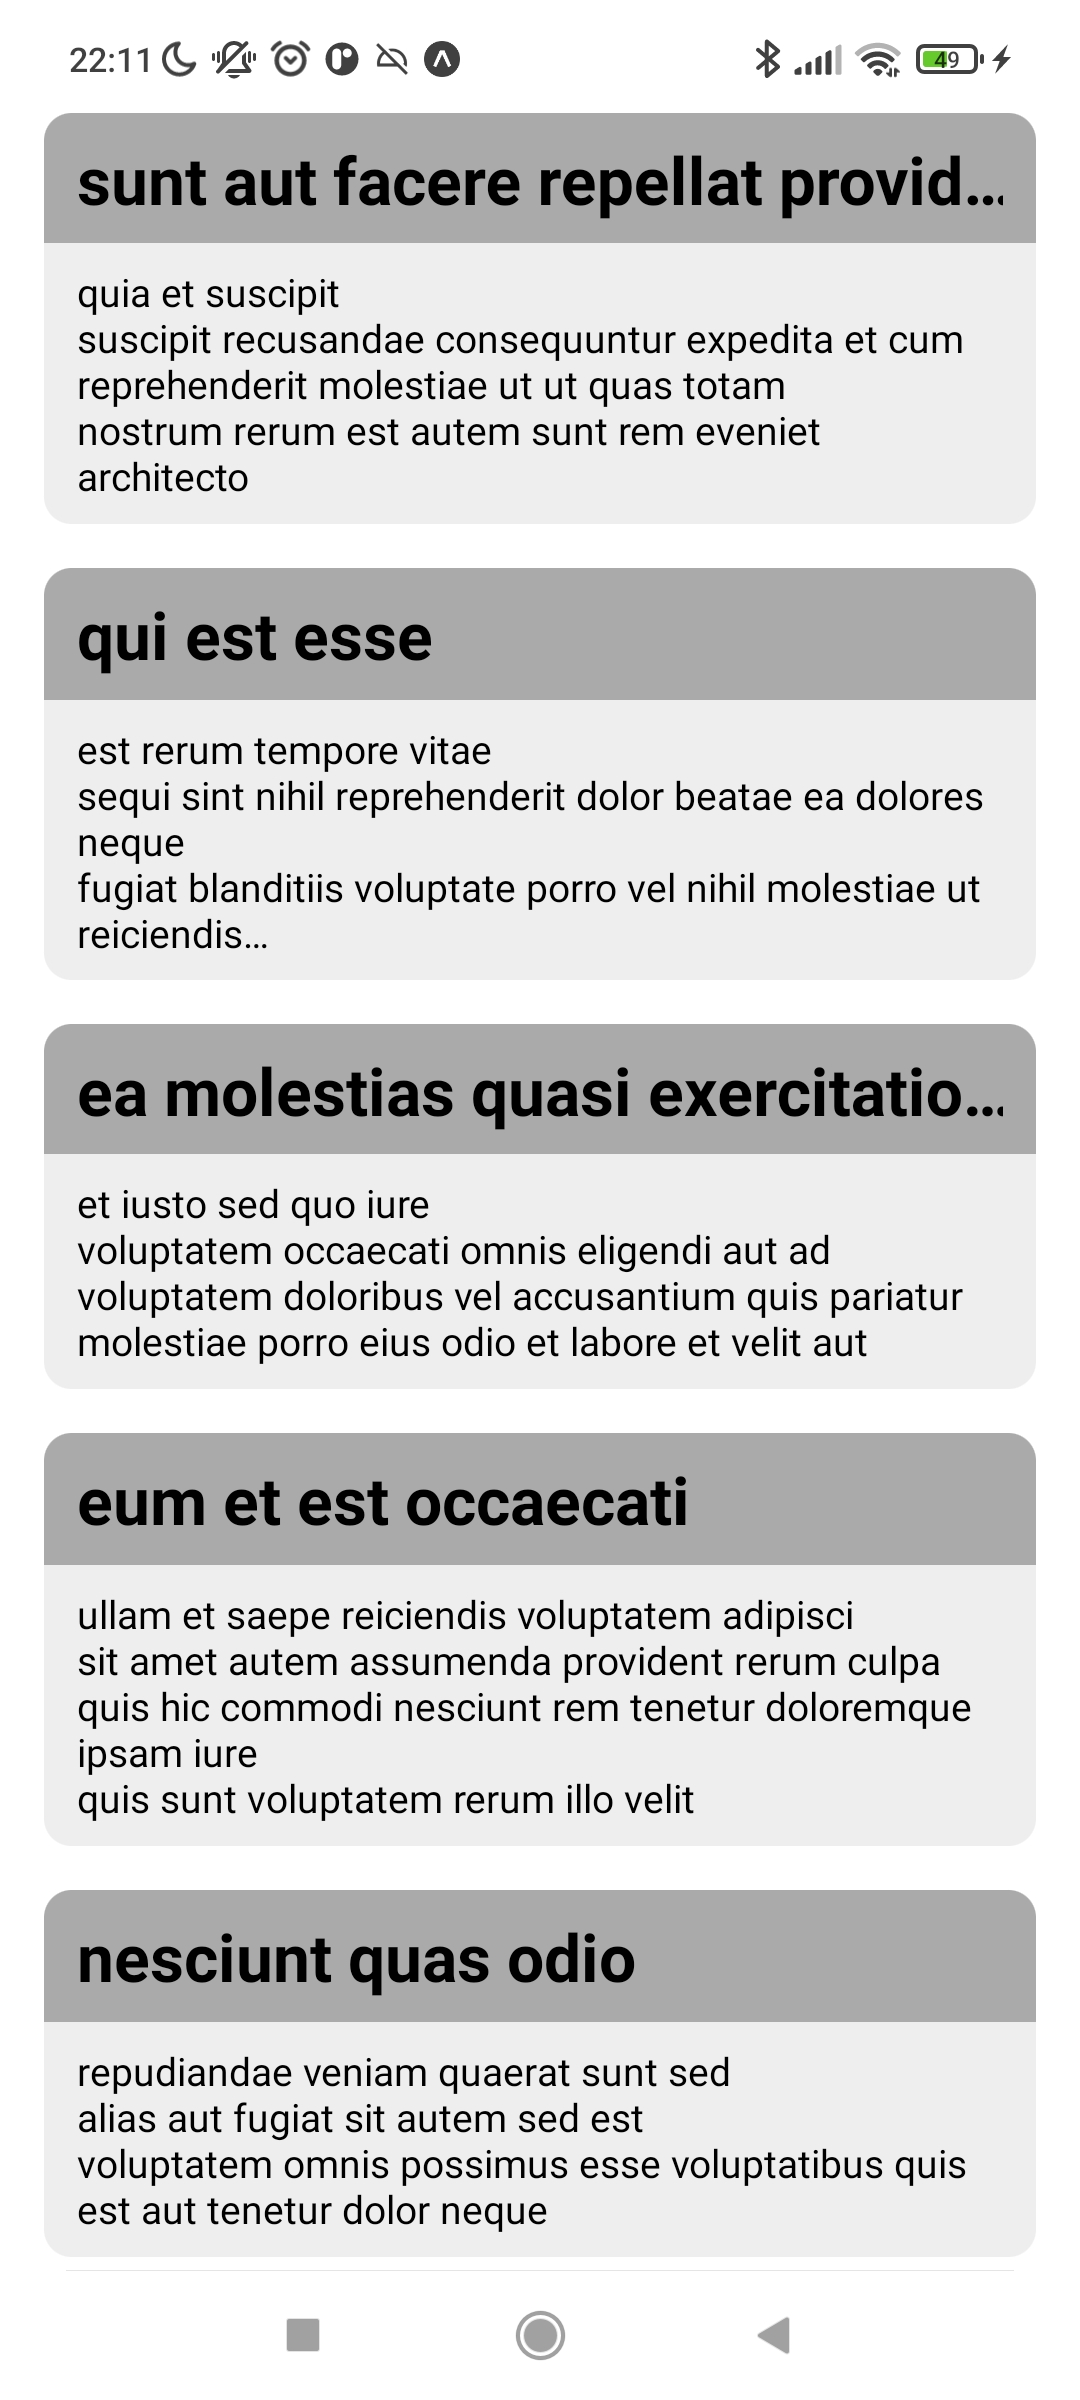 22:11
49
sunt aut facere repellat provid...
quia et suscipit
suscipit recusandae consequuntur expedita et cum
reprehenderit molestiae ut ut quas totam
nostrum rerum est autem sunt rem eveniet
architecto
qui est esse
est rerum tempore vitae
sequi sint nihil reprehenderit dolor beatae ea dolores
neque
fugiat blanditiis voluptate porro vel nihil molestiae ut
reiciendis...
ea molestias quasi exercitatio...
et iusto sed quo iure
voluptatem occaecati omnis eligendi aut ad
voluptatem doloribus vel accusantium quis pariatur
molestiae porro eius odio et labore et velit aut
eum et est occaecati
ullam et saepe reiciendis voluptatem adipisci
sit amet autem assumenda provident rerum culpa
quis hic commodi nesciunt rem tenetur doloremque
ipsam iure
quis sunt voluptatem rerum illo velit
nesciunt quas odio
repudiandae veniam quaerat sunt sed
alias aut fugiat sit autem sed est
voluptatem omnis possimus esse voluptatibus quis
est aut tenetur dolor neque